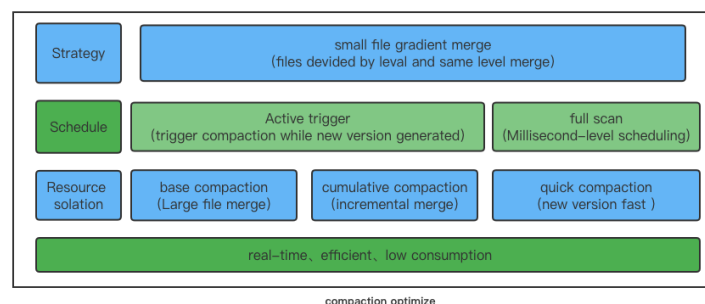 Strategy
small file gradient merge
(files devided by leval and same level merge)
Schedule
Active trigger
(trigger compaction while new version generated)
full scan
(Millisecond-level scheduling)
Resource
solation
base compaction
(Large file merge)
cumulative compaction
(incremental merge)
quick compaction
(new version fast )
real-time、efficient、low consumption
compaction optimize